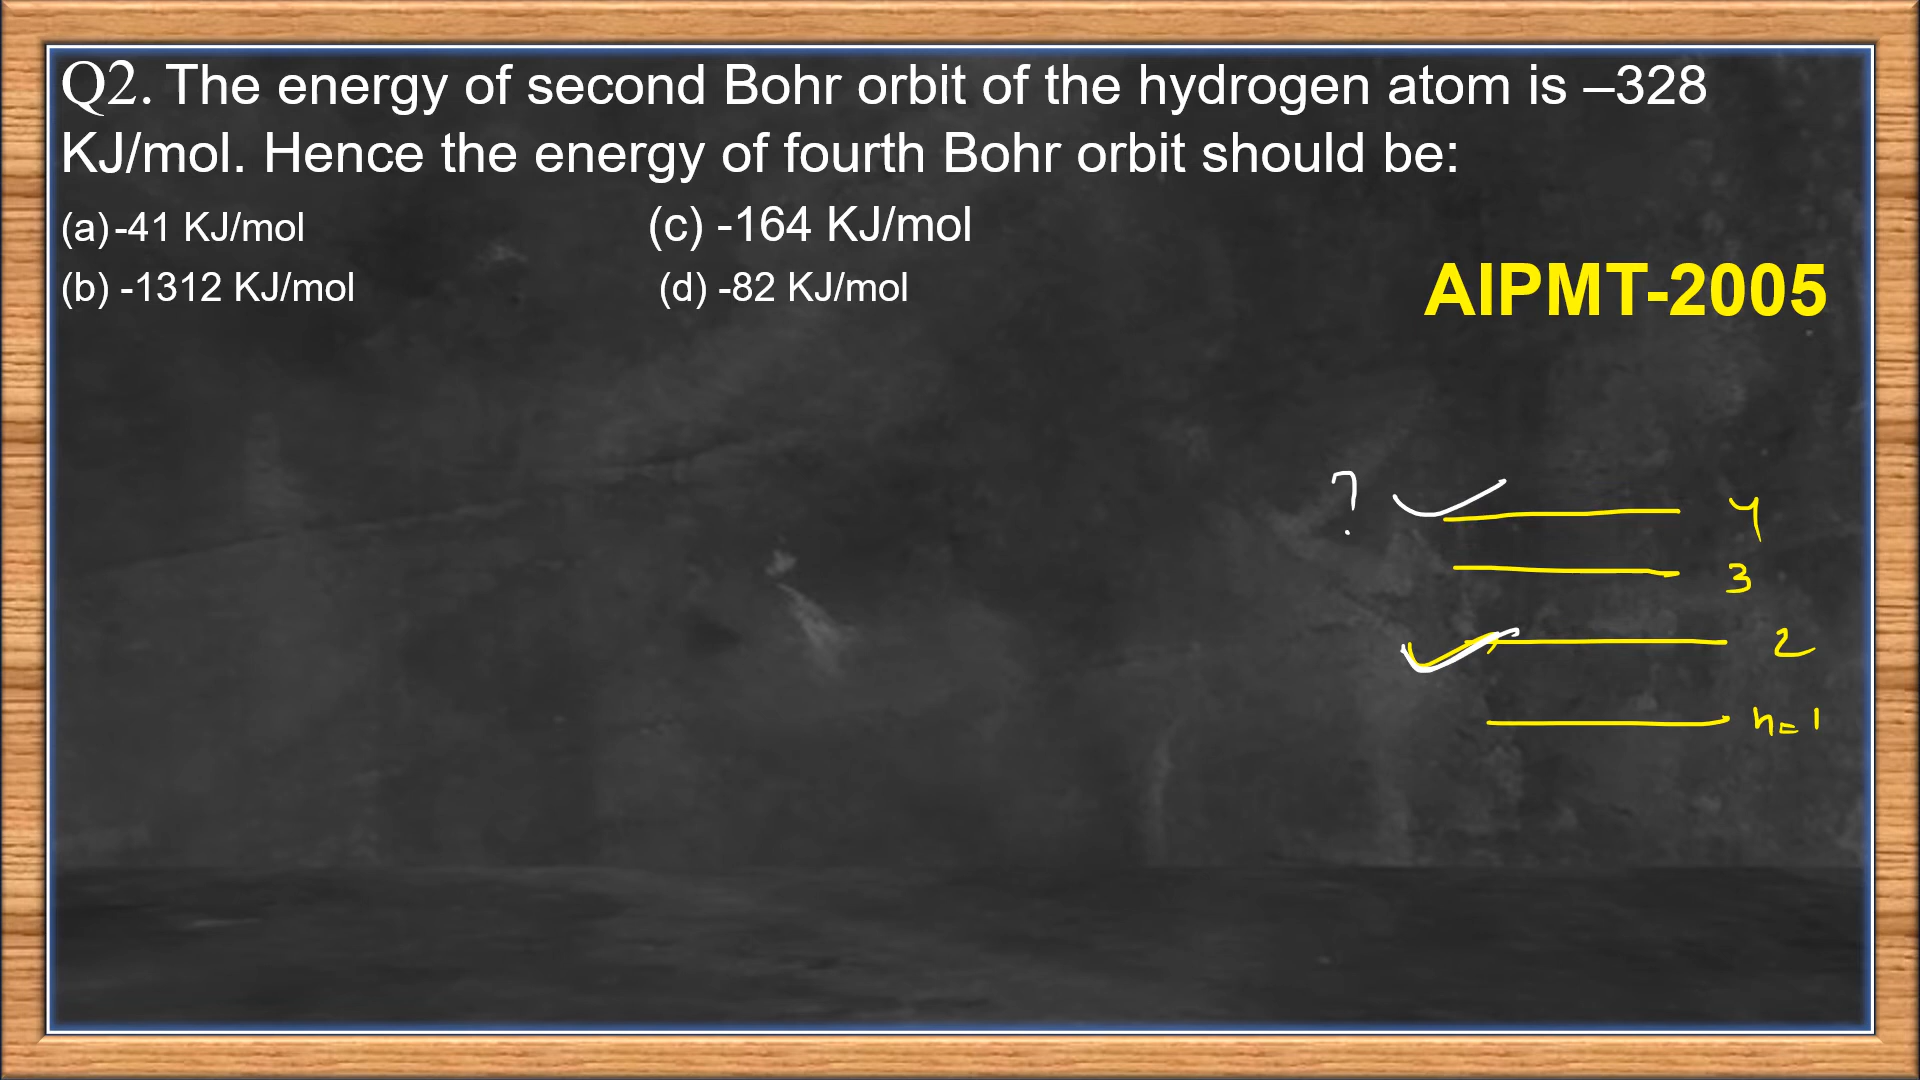 Q2. The energy of second Bohr orbit of the hydrogen atom is –328
KJ/mol. Hence the energy of fourth Bohr orbit should be:
(a) -41 KJ/mol (c) -164 KJ/mol
(b) -1312 KJ/mol (d) -82 KJ/mol
AIPMT-2005
? 4
3
2
n=1